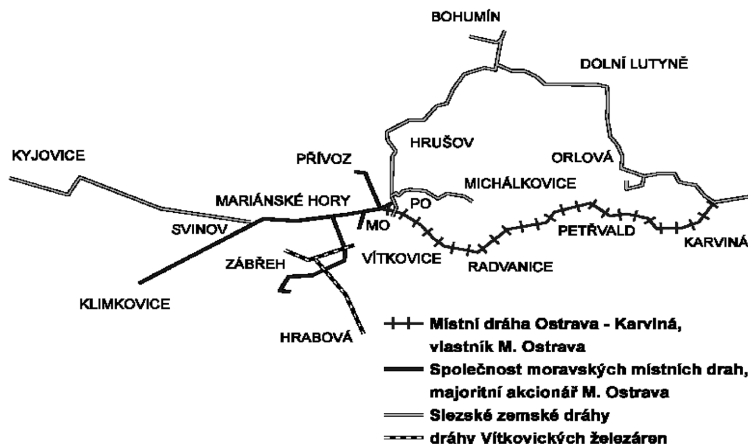 BOHUMÍN
DOLNÍ LUTYNĚ
HRUŠOV
KYJOVICE
PŘÍVOZ
ORLOVÁ
MICHÁLKOVICE
MARIÁNSKÉ HORY
PO
SVINOV
MO
PETŘVALD
KARVINÁ
ZÁBŘEH
VÍTKOVICE
RADVANICE
KLIMKOVICE
HRABOVÁ
Místní dráha Ostrava - Karviná,
vlastník M. Ostrava
Společnost moravských místních drah,
majoritní akcionář M. Ostrava
Slezské zemské dráhy
dráhy Vítkovických železáren